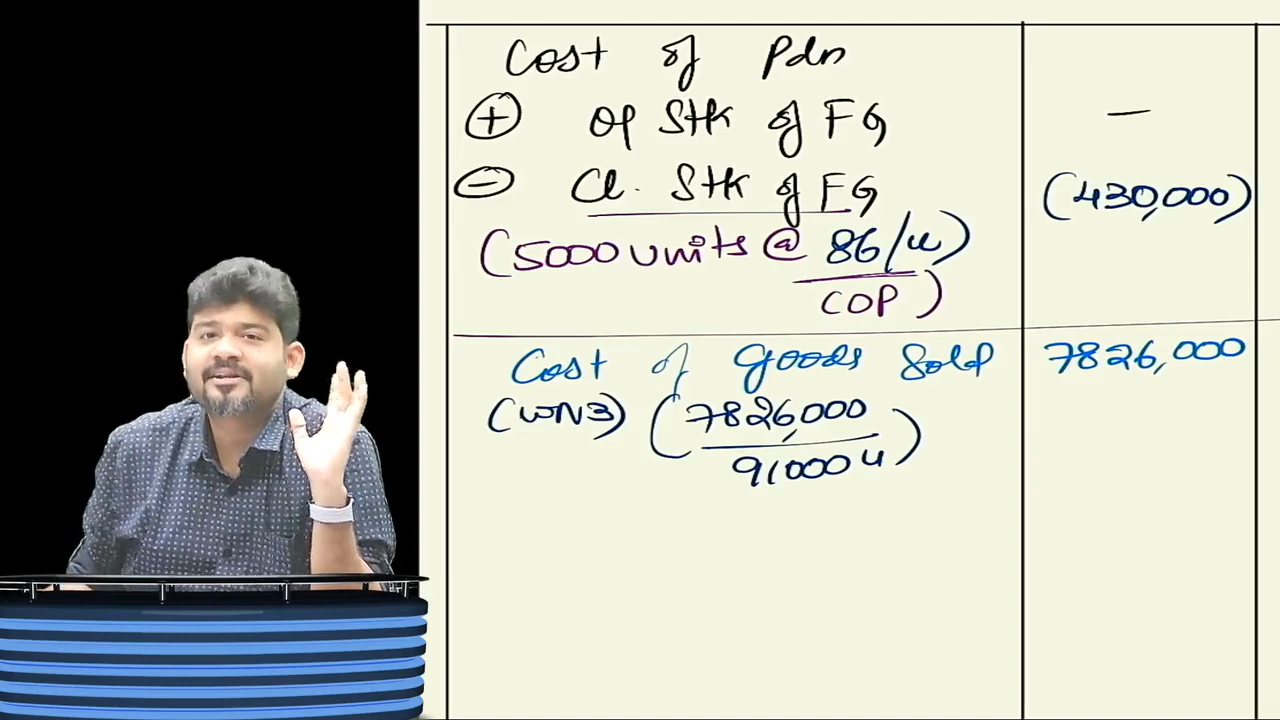 Cost of Pdn
+ Op Stk of FG —
- Cl. Stk of FG (430,000)
(5000 units @ 86/u)
COP)
Cost of goods Sold 7826,000
(WN3) (7826,000
91000 u)